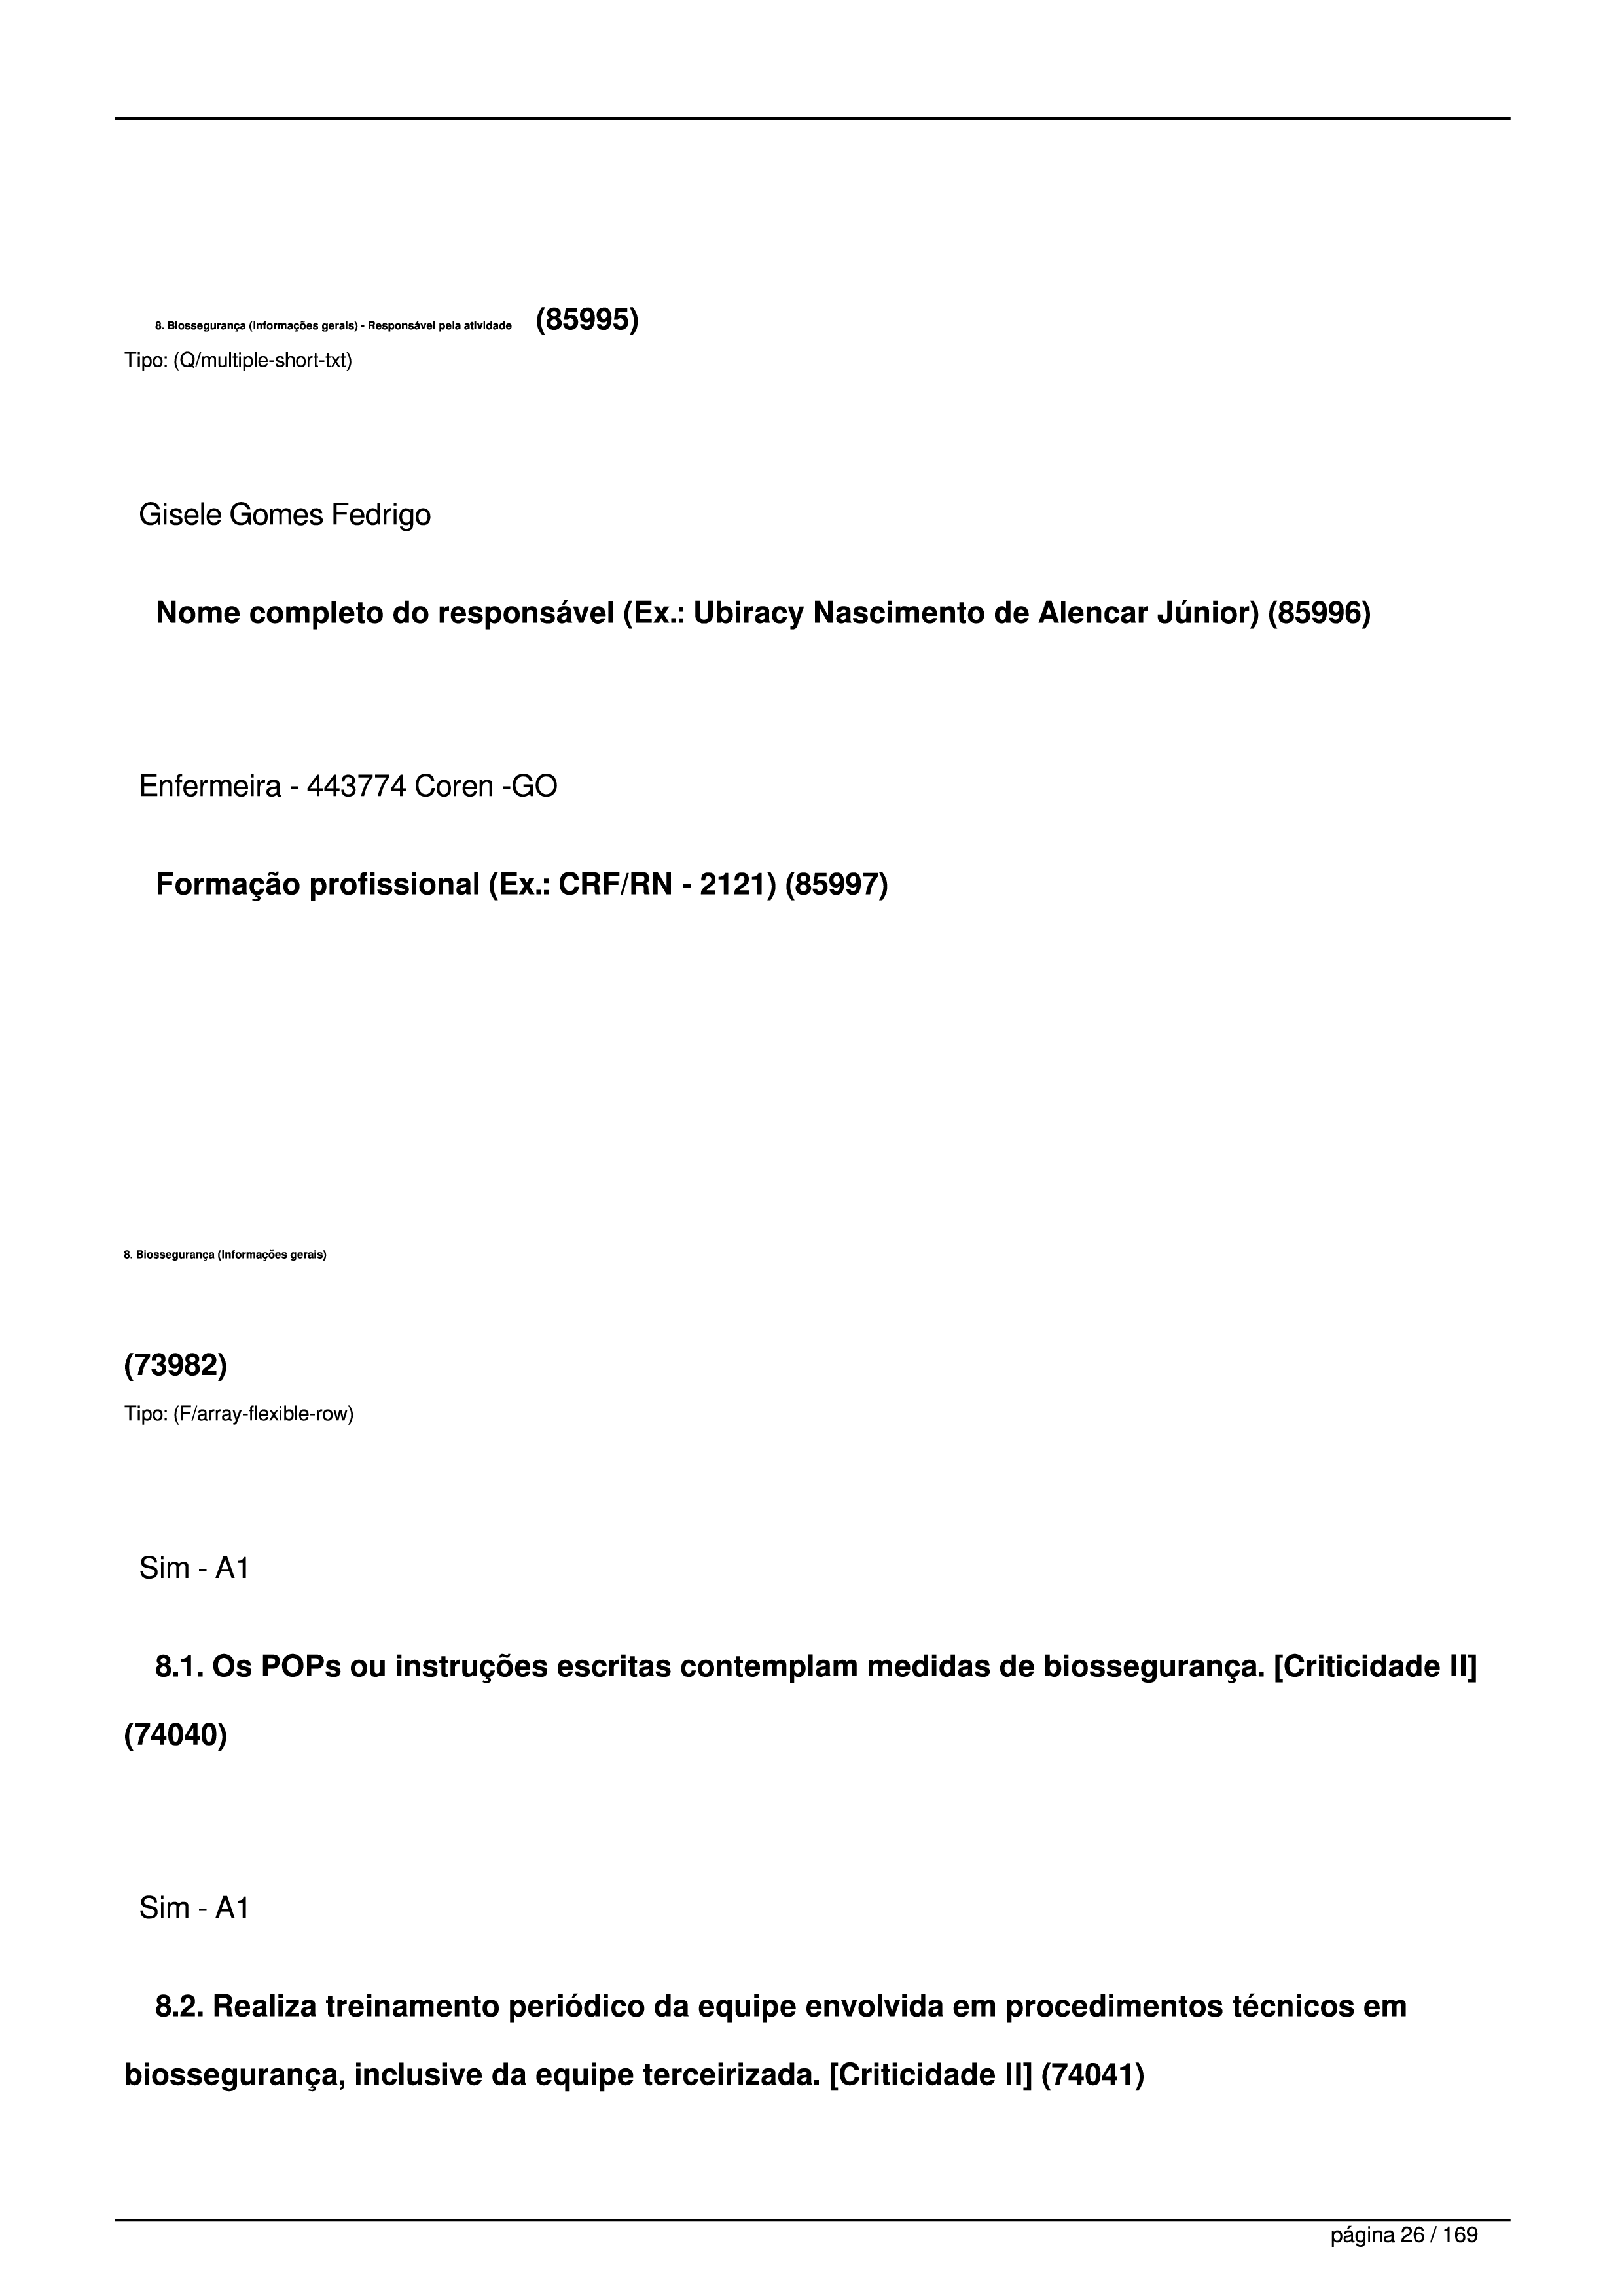 8. Biossegurança (Informações gerais) - Responsável pela atividade (85995)
Tipo: (Q/multiple-short-txt)
Gisele Gomes Fedrigo
Nome completo do responsável (Ex.: Ubiracy Nascimento de Alencar Júnior) (85996)
Enfermeira - 443774 Coren -GO
Formação profissional (Ex.: CRF/RN - 2121) (85997)
8. Biossegurança (Informações gerais)
(73982)
Tipo: (F/array-flexible-row)
Sim - A1
8.1. Os POPs ou instruções escritas contemplam medidas de biossegurança. [Criticidade II]
(74040)
Sim - A1
8.2. Realiza treinamento periódico da equipe envolvida em procedimentos técnicos em
biossegurança, inclusive da equipe terceirizada. [Criticidade II] (74041)
página 26 / 169